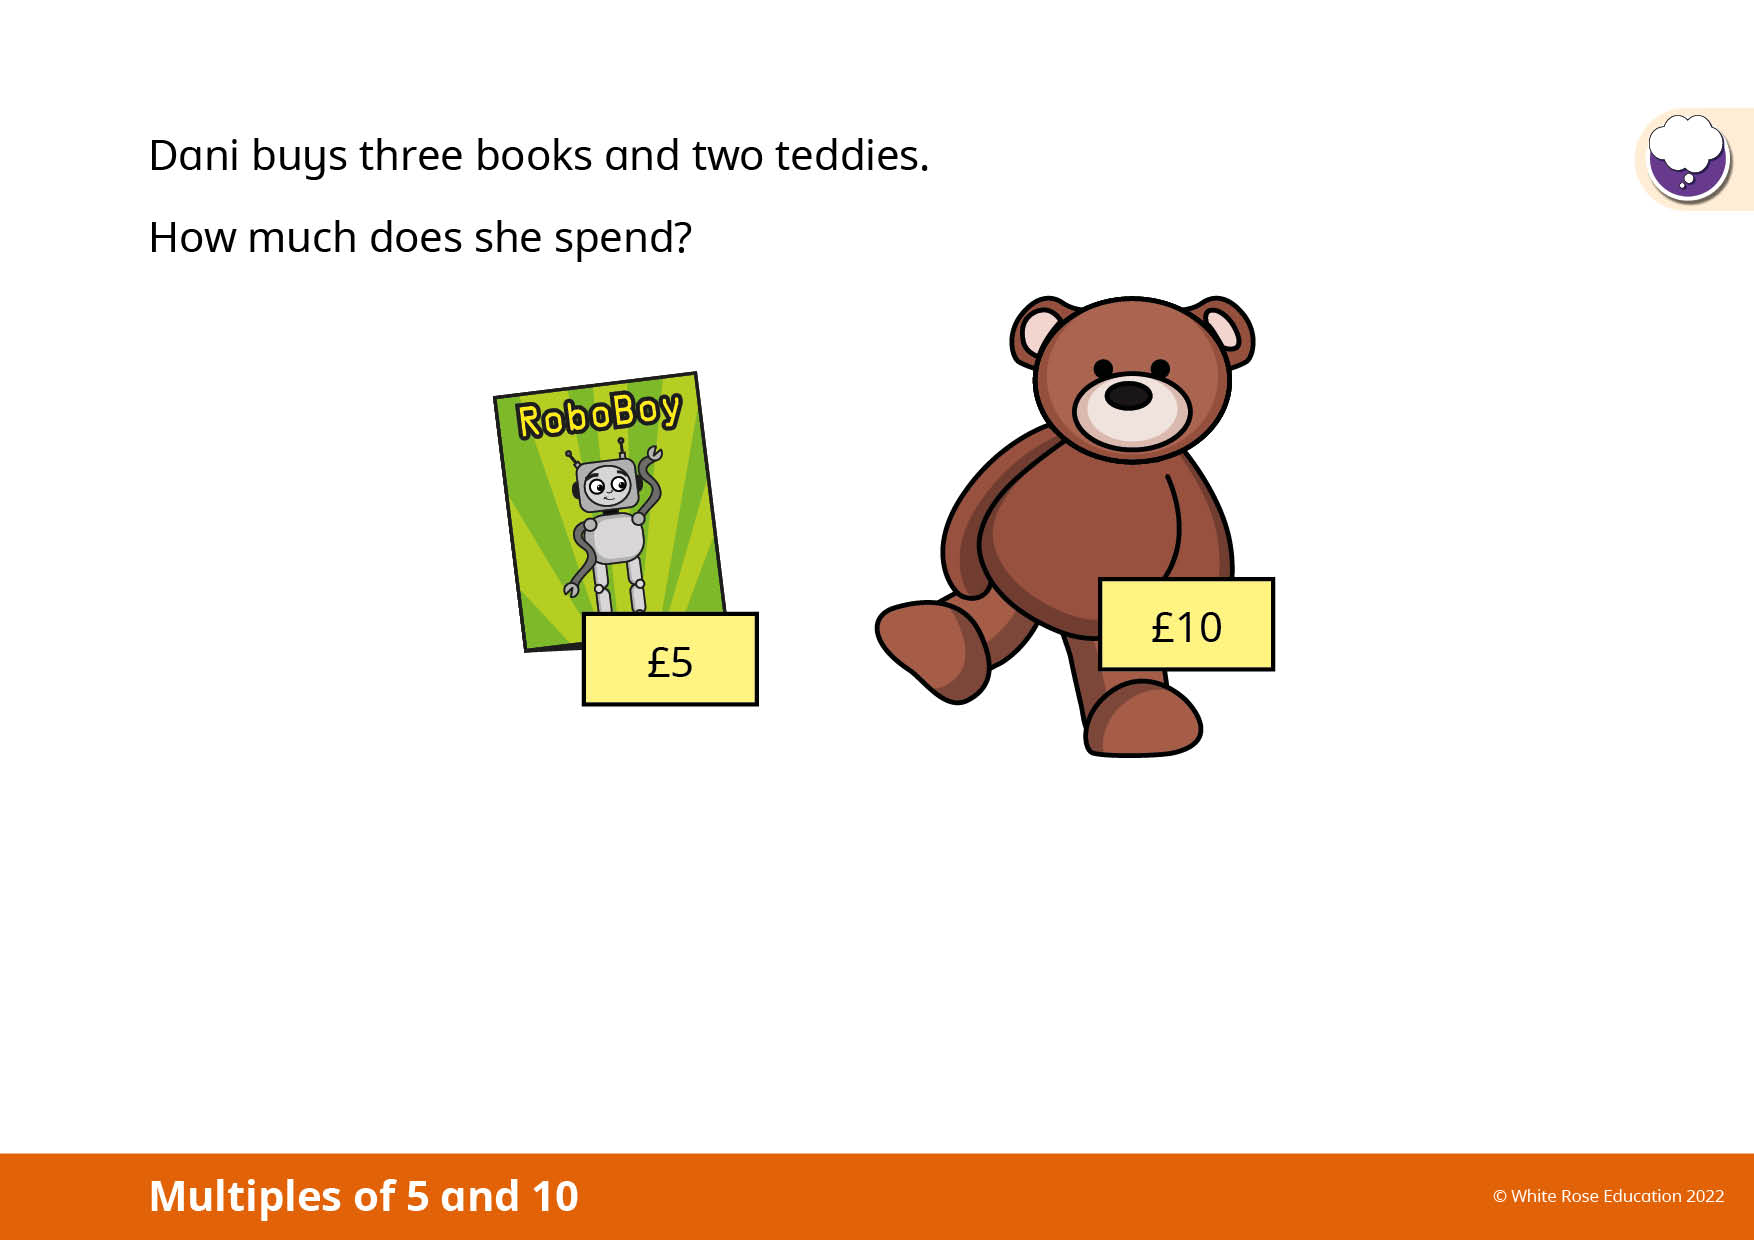 Dani buys three books and two teddies.
How much does she spend?
RoboBoy
£5
£10
Multiples of 5 and 10
© White Rose Education 2022